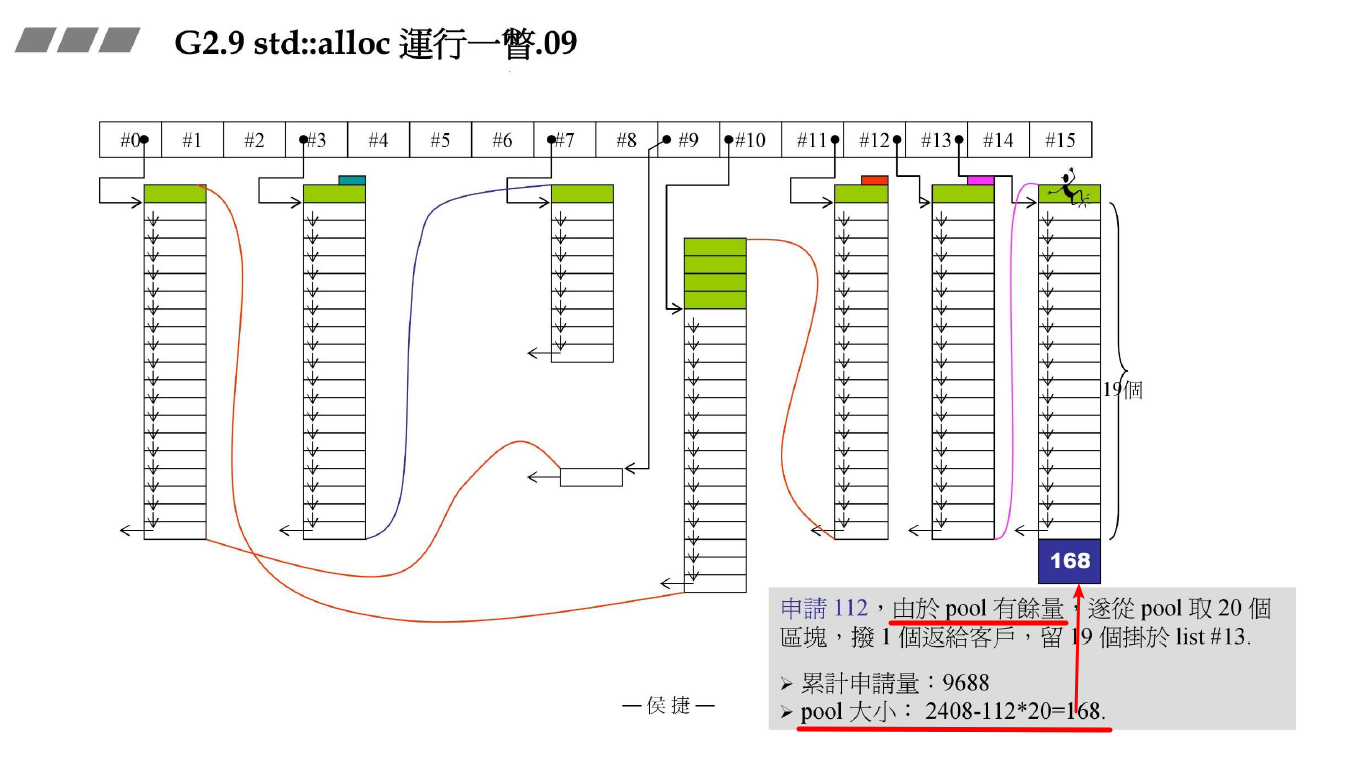 G2.9 std::alloc 運行一瞥.09
#0 #1 #2 #3 #4 #5 #6 #7 #8 #9 #10 #11 #12 #13 #14 #15
19個
168
申請 112，由於 pool 有餘量，遂從 pool 取 20 個
區塊，撥 1 個返給客戶，留 19 個掛於 list #13.
➢ 累計申請量：9688
➢ pool 大小： 2408-112*20=168.
— 侯 捷 —